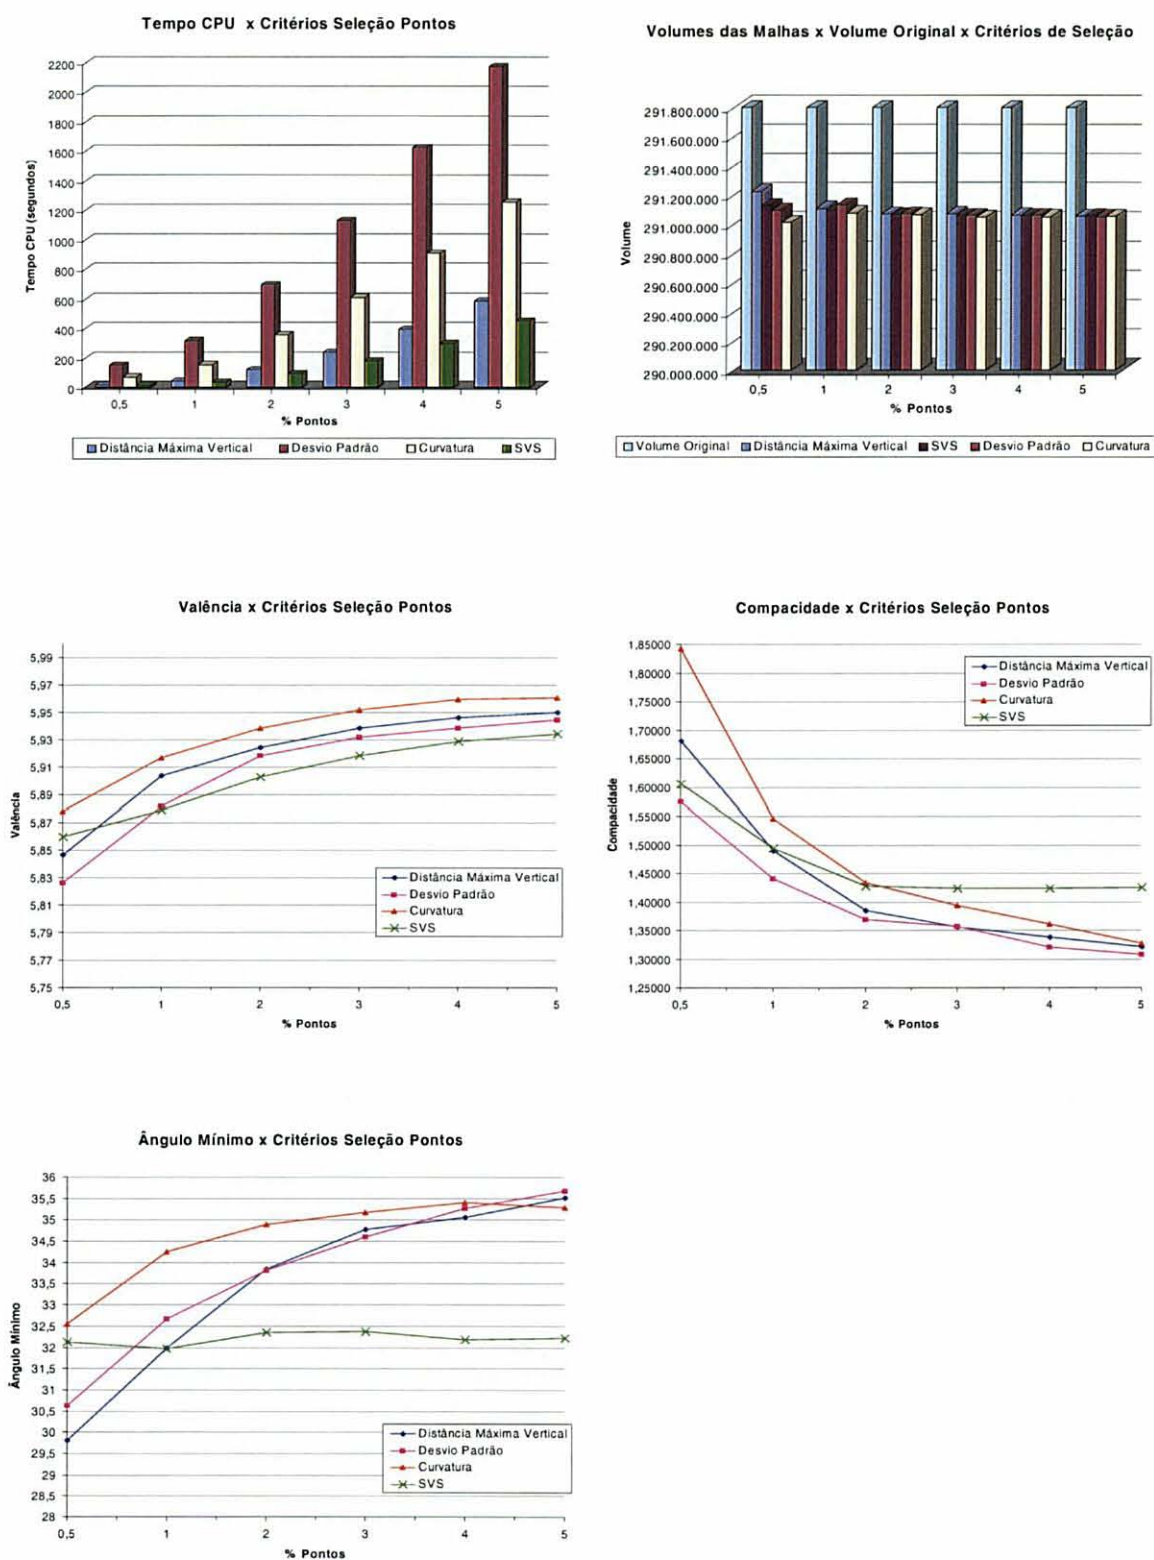 Tempo CPU x Critérios Seleção Pontos
2200
2000
1800
1600
1400
1200
1000
800
600
400
200
0
Tempo CPU (segundos)
0,5 1 2 3 4 5
% Pontos
Distância Máxima Vertical Desvio Padrão Curvatura SVS
Volumes das Malhas x Volume Original x Critérios de Seleção
291.800.000
291.600.000
291.400.000
291.200.000
291.000.000
290.800.000
290.600.000
290.400.000
290.200.000
290.000.000
Volume
0,5 1 2 3 4 5
% Pontos
Volume Original Distância Máxima Vertical SVS Desvio Padrão Curvatura
Valência x Critérios Seleção Pontos
5,99
5,97
5,95
5,93
5,91
5,89
5,87
5,85
5,83
5,81
5,79
5,77
5,75
Valência
Distância Máxima Vertical
Desvio Padrão
Curvatura
SVS
0,5 1 2 3 4 5
% Pontos
Compacidade x Critérios Seleção Pontos
1,85000
1,80000
1,75000
1,70000
1,65000
1,60000
1,55000
1,50000
1,45000
1,40000
1,35000
1,30000
1,25000
Compacidade
Distância Máxima Vertical
Desvio Padrão
Curvatura
SVS
0,5 1 2 3 4 5
% Pontos
Ângulo Mínimo x Critérios Seleção Pontos
36
35,5
35
34,5
34
33,5
33
32,5
32
31,5
31
30,5
30
29,5
29
28,5
28
Ângulo Mínimo
Distância Máxima Vertical
Desvio Padrão
Curvatura
SVS
0,5 1 2 3 4 5
% Pontos